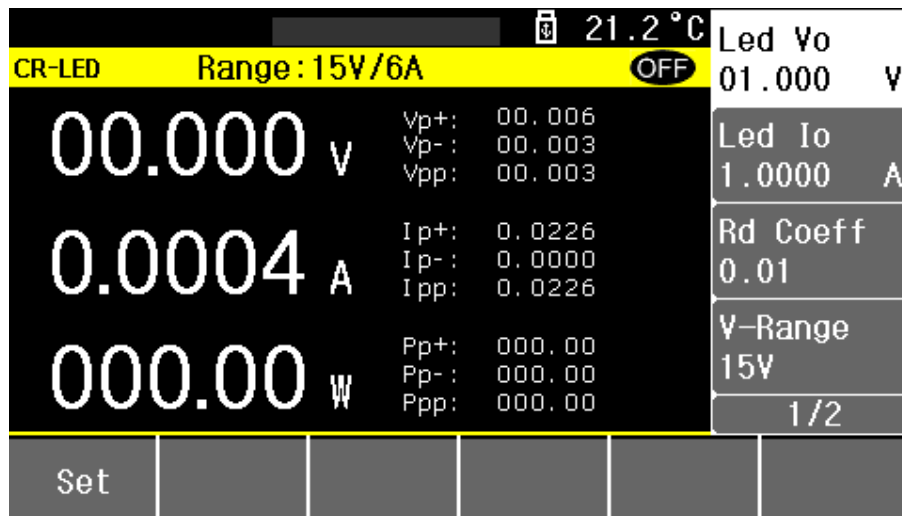 21.2°C
CR-LED Range:15V/6A OFF
00.000 V
Vp+: 00.006
Vp-: 00.003
Vpp: 00.003
0.0004 A
Ip+: 0.0226
Ip-: 0.0000
Ipp: 0.0226
000.00 W
Pp+: 000.00
Pp-: 000.00
Ppp: 000.00
Led Vo
01.000 V
Led Io
1.0000 A
Rd Coeff
0.01
V-Range
15V
1/2
Set